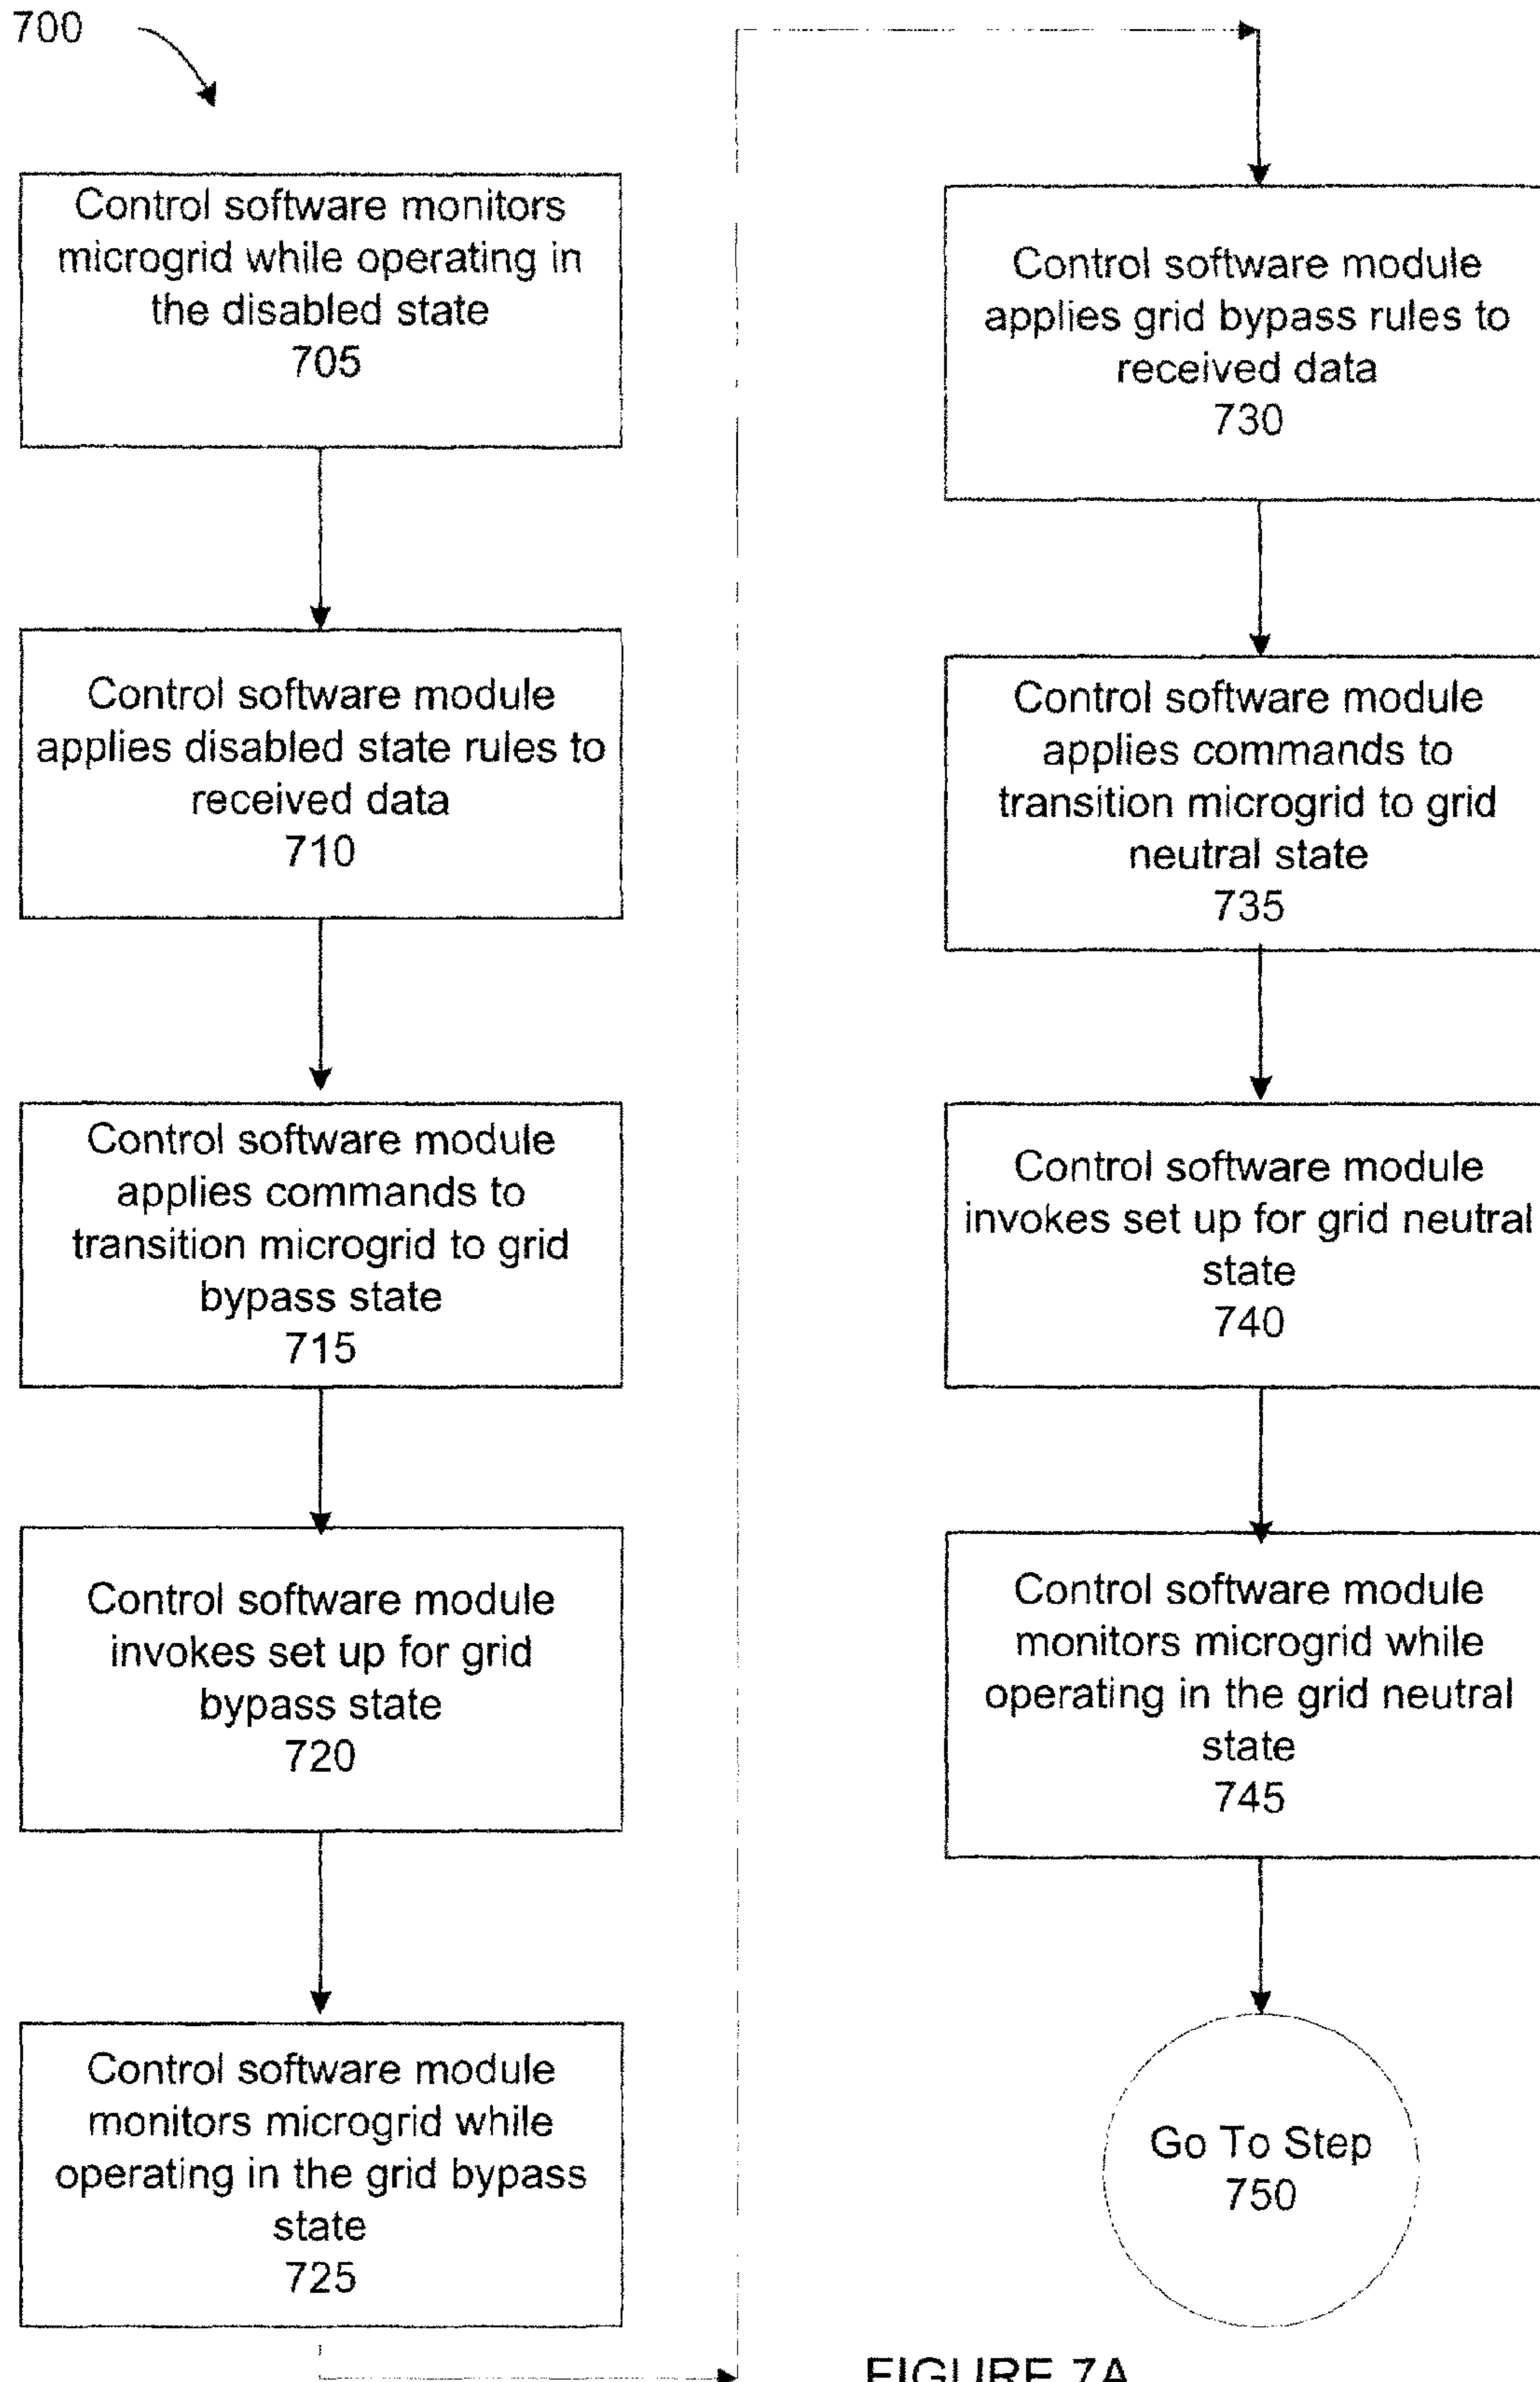 700
Control software monitors
microgrid while operating in
the disabled state
705
Control software module
applies disabled state rules to
received data
710
Control software module
applies commands to
transition microgrid to grid
bypass state
715
Control software module
invokes set up for grid
bypass state
720
Control software module
monitors microgrid while
operating in the grid bypass
state
725
Control software module
applies grid bypass rules to
received data
730
Control software module
applies commands to
transition microgrid to grid
neutral state
735
Control software module
invokes set up for grid neutral
state
740
Control software module
monitors microgrid while
operating in the grid neutral
state
745
Go To Step
750
FIGURE 7A